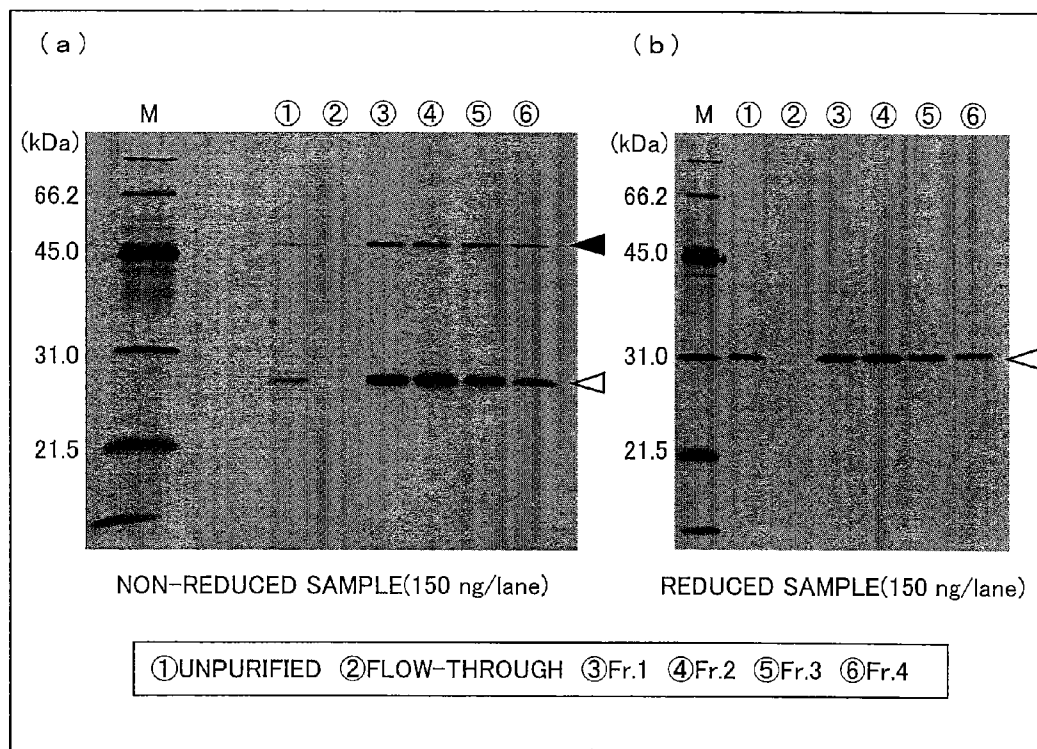 (a)
M ① ② ③ ④ ⑤ ⑥
(kDa)
66.2
45.0
31.0
21.5
NON-REDUCED SAMPLE(150 ng/lane)
(b)
M ① ② ③ ④ ⑤ ⑥
(kDa)
66.2
45.0
31.0
21.5
REDUCED SAMPLE(150 ng/lane)
①UNPURIFIED ②FLOW-THROUGH ③Fr.1 ④Fr.2 ⑤Fr.3 ⑥Fr.4